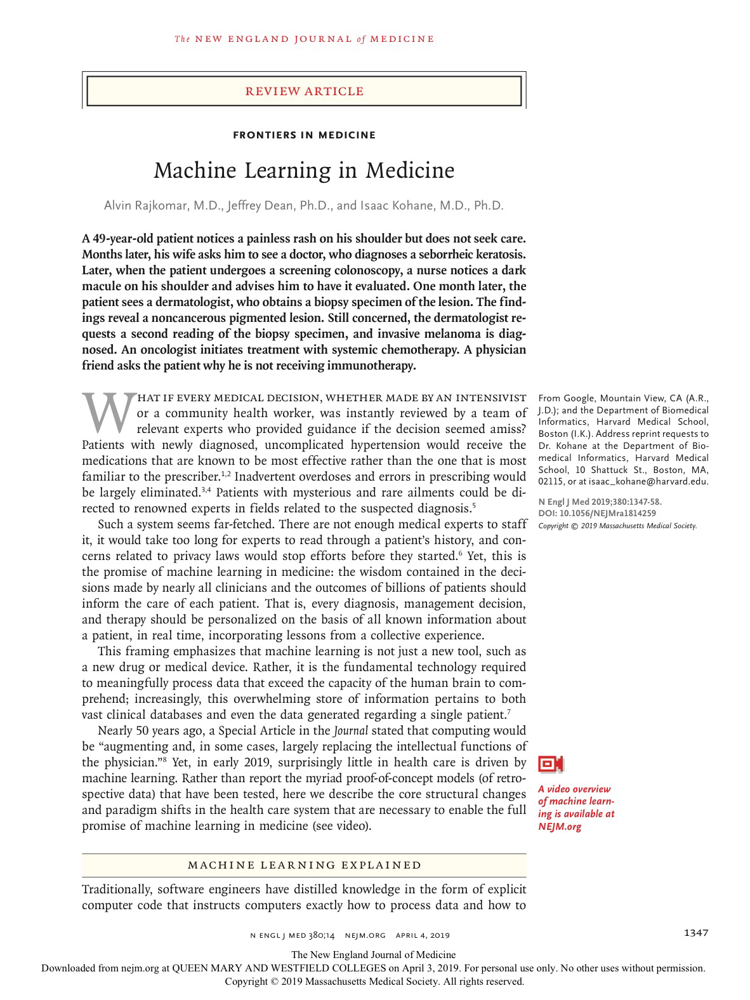 The NEW ENGLAND JOURNAL of MEDICINE
REVIEW ARTICLE
FRONTIERS IN MEDICINE
Machine Learning in Medicine
Alvin Rajkomar, M.D., Jeffrey Dean, Ph.D., and Isaac Kohane, M.D., Ph.D.
A 49-year-old patient notices a painless rash on his shoulder but does not seek care.
Months later, his wife asks him to see a doctor, who diagnoses a seborrheic keratosis.
Later, when the patient undergoes a screening colonoscopy, a nurse notices a dark
macule on his shoulder and advises him to have it evaluated. One month later, the
patient sees a dermatologist, who obtains a biopsy specimen of the lesion. The find-
ings reveal a noncancerous pigmented lesion. Still concerned, the dermatologist re-
quests a second reading of the biopsy specimen, and invasive melanoma is diag-
nosed. An oncologist initiates treatment with systemic chemotherapy. A physician
friend asks the patient why he is not receiving immunotherapy.
WHAT IF EVERY MEDICAL DECISION, WHETHER MADE BY AN INTENSIVIST
or a community health worker, was instantly reviewed by a team of
relevant experts who provided guidance if the decision seemed amiss?
Patients with newly diagnosed, uncomplicated hypertension would receive the
medications that are known to be most effective rather than the one that is most
familiar to the prescriber.1,2 Inadvertent overdoses and errors in prescribing would
be largely eliminated.3,4 Patients with mysterious and rare ailments could be di-
rected to renowned experts in fields related to the suspected diagnosis.5
Such a system seems far-fetched. There are not enough medical experts to staff
it, it would take too long for experts to read through a patient's history, and con-
cerns related to privacy laws would stop efforts before they started.6 Yet, this is
the promise of machine learning in medicine: the wisdom contained in the deci-
sions made by nearly all clinicians and the outcomes of billions of patients should
inform the care of each patient. That is, every diagnosis, management decision,
and therapy should be personalized on the basis of all known information about
a patient, in real time, incorporating lessons from a collective experience.
This framing emphasizes that machine learning is not just a new tool, such as
a new drug or medical device. Rather, it is the fundamental technology required
to meaningfully process data that exceed the capacity of the human brain to com-
prehend; increasingly, this overwhelming store of information pertains to both
vast clinical databases and even the data generated regarding a single patient.7
Nearly 50 years ago, a Special Article in the Journal stated that computing would
be “augmenting and, in some cases, largely replacing the intellectual functions of
the physician.”8 Yet, in early 2019, surprisingly little in health care is driven by
machine learning. Rather than report the myriad proof-of-concept models (of retro-
spective data) that have been tested, here we describe the core structural changes
and paradigm shifts in the health care system that are necessary to enable the full
promise of machine learning in medicine (see video).
MACHINE LEARNING EXPLAINED
Traditionally, software engineers have distilled knowledge in the form of explicit
computer code that instructs computers exactly how to process data and how to
From Google, Mountain View, CA (A.R.,
J.D.); and the Department of Biomedical
Informatics, Harvard Medical School,
Boston (I.K.). Address reprint requests to
Dr. Kohane at the Department of Bio-
medical Informatics, Harvard Medical
School, 10 Shattuck St., Boston, MA,
02115, or at isaac_kohane@harvard.edu.
N Engl J Med 2019;380:1347-58.
DOI: 10.1056/NEJMra1814259
Copyright © 2019 Massachusetts Medical Society.
A video overview
of machine learn-
ing is available at
NEJM.org
N ENGL J MED 380;14 NEJM.ORG APRIL 4, 2019
1347
The New England Journal of Medicine
Downloaded from nejm.org at QUEEN MARY AND WESTFIELD COLLEGES on April 3, 2019. For personal use only. No other uses without permission.
Copyright © 2019 Massachusetts Medical Society. All rights reserved.